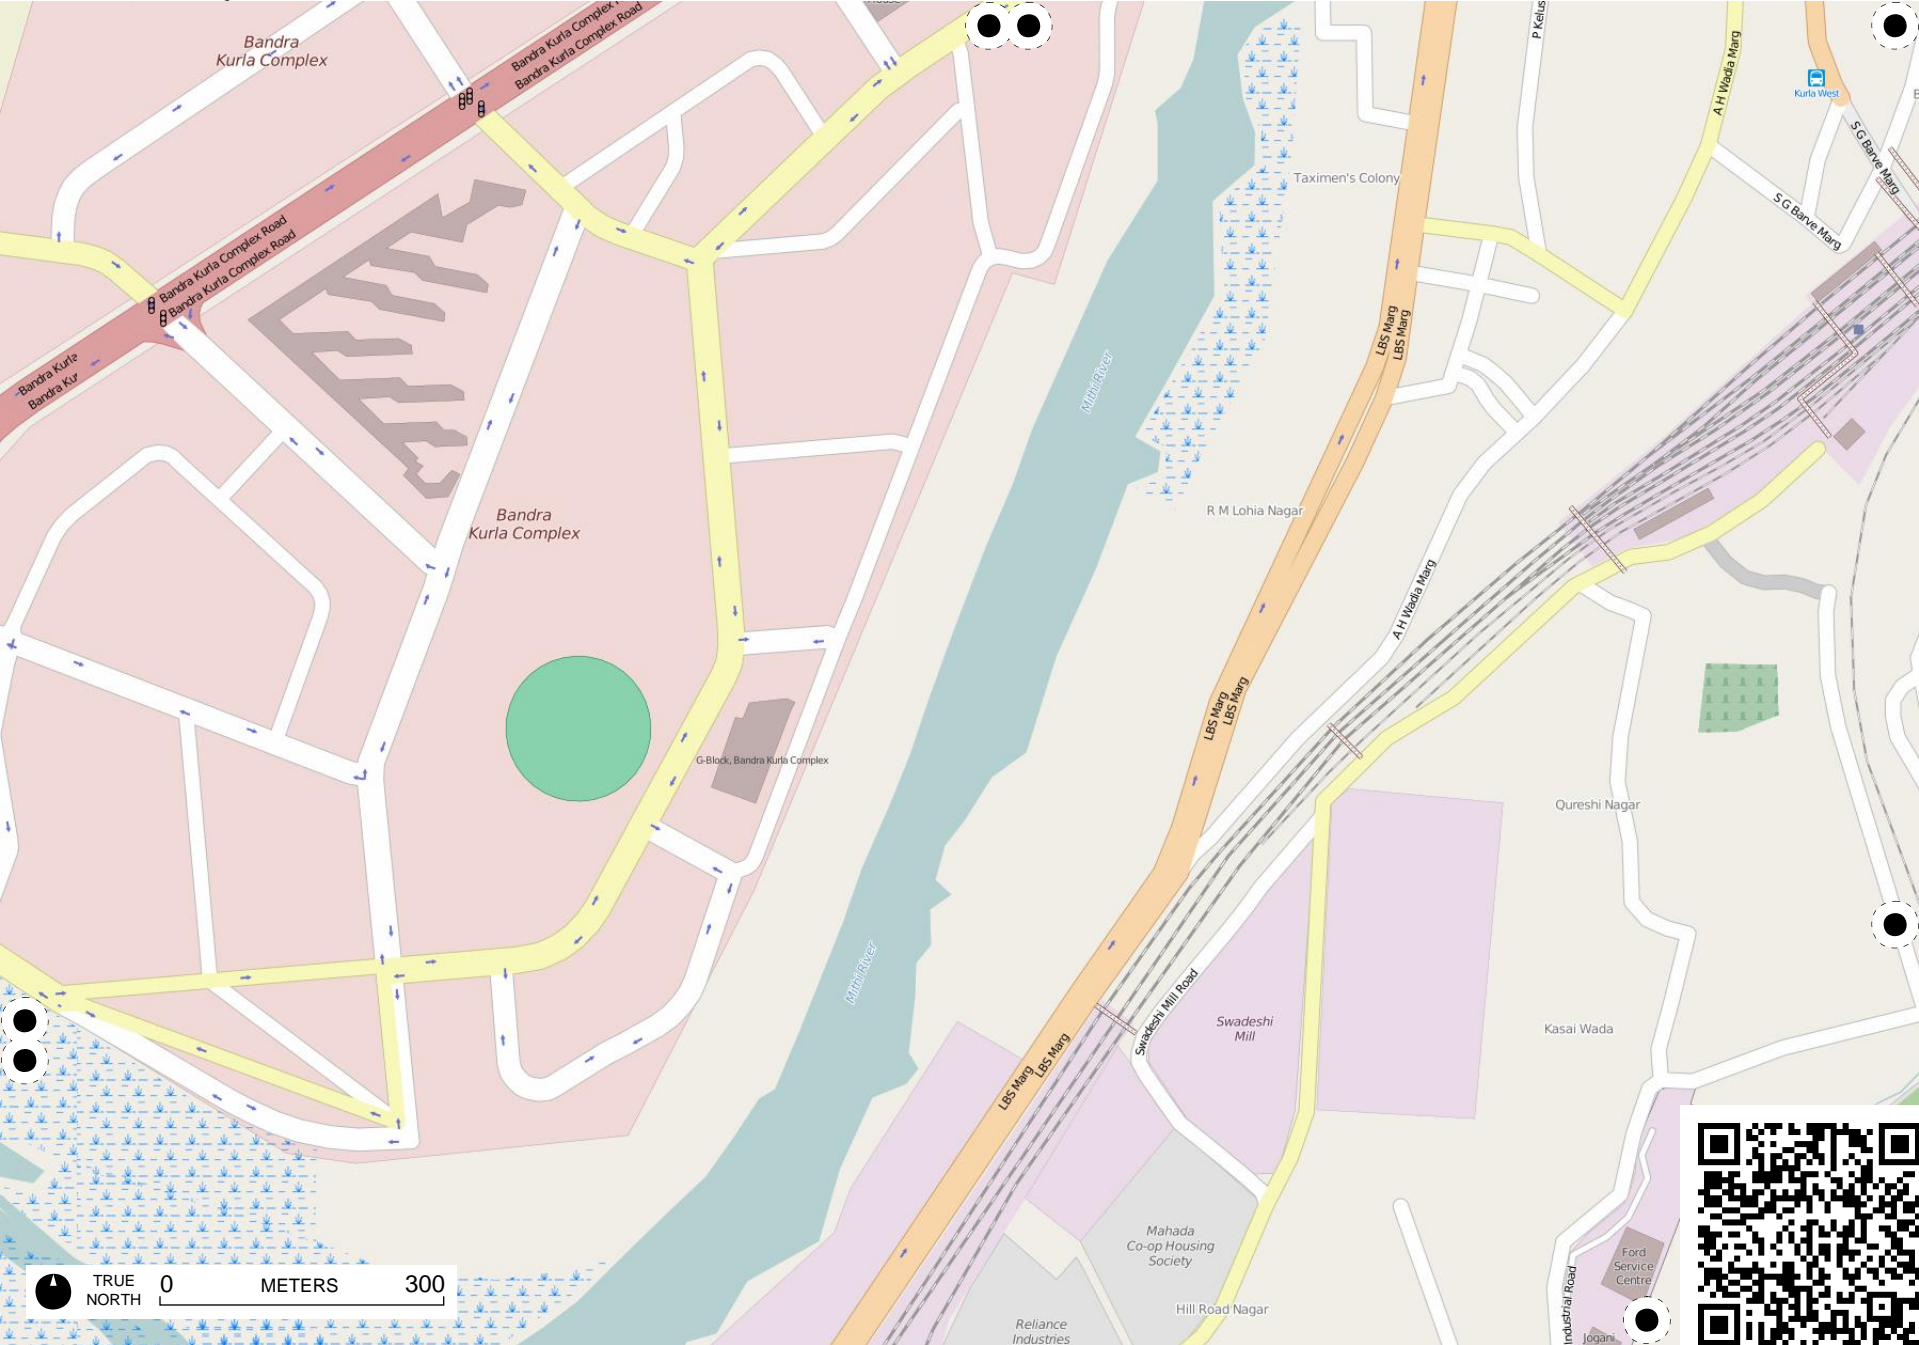 Bandra
Kurla Complex
Bandra Kurla Complex Road
Bandra Kurla Complex Road
P Kelus
A H Wadia Marg
Kurla West
S G Barve Marg
S G Barve Marg
Taximen's Colony
Bandra Kurla Complex Road
Bandra Kurla Complex Road
Bandra Kurla
Bandra Kur
LBS Marg
LBS Marg
Mithi River
Bandra
Kurla Complex
R M Lohia Nagar
A H Wadia Marg
LBS Marg
LBS Marg
G-Block, Bandra Kurla Complex
Qureshi Nagar
Mithi River
Swadeshi Mill Road
Swadeshi
Mill
Kasai Wada
LBS Marg
LBS Marg
Mahada
Co-op Housing
Society
Ford
Service
Centre
Industrial Road
Hill Road Nagar
Reliance
Industries
Jogani
TRUE
NORTH
0 METERS 300